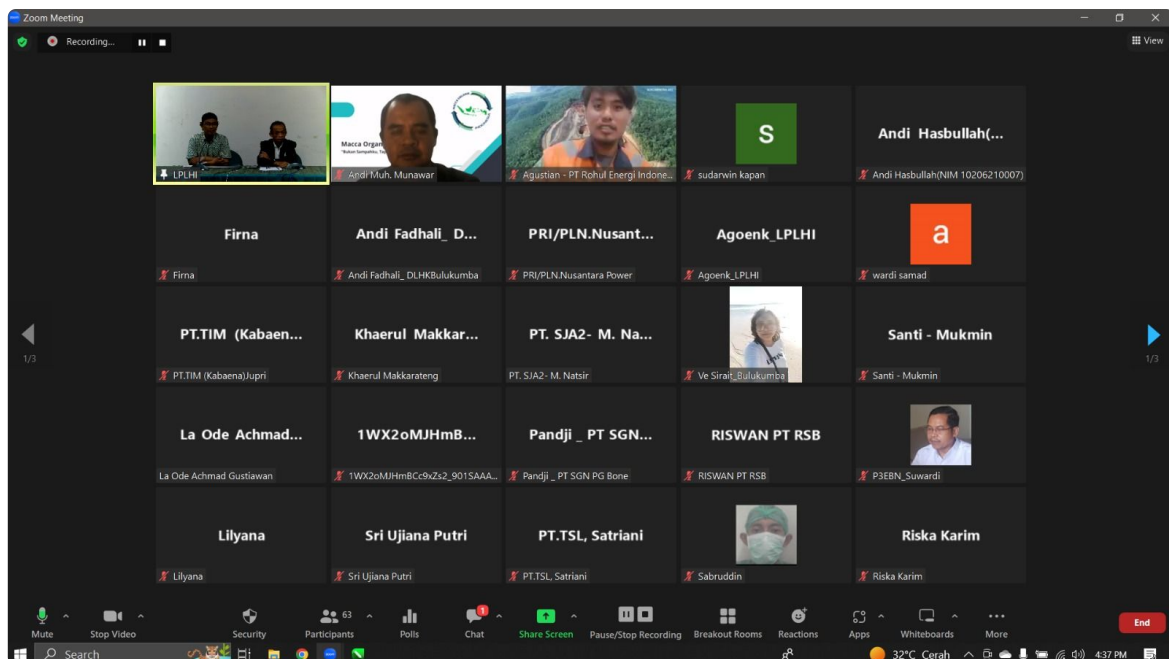 Zoom Meeting
Recording...
View
LPLHI
Macca Organ
Andi Muh. Munawar
Agustian - PT Rohul Energi Indone...
S
sudarwin kapan
Andi Hasbullah(...
Andi Hasbullah(NIM 10206210007)
Firna
Firna
Andi Fadhali_ D...
Andi Fadhali_ DLHKBulukumba
PRI/PLN.Nusant...
PRI/PLN.Nusantara Power
Agoenk_LPLHI
Agoenk_LPLHI
a
wardi samad
1/3
PT.TIM (Kabaen...
PT.TIM (Kabaena)Jupri
Khaerul Makkar...
Khaerul Makkarateng
PT. SJA2- M. Na...
PT. SJA2- M. Natsir
Ve Sirait_Bulukumba
Santi - Mukmin
Santi - Mukmin
1/3
La Ode Achmad...
La Ode Achmad Gustiawan
1WX2oMJHmB...
1WX2oMJHmBCc9xZs2_901SAAA...
Pandji _ PT SGN...
Pandji _ PT SGN PG Bone
RISWAN PT RSB
RISWAN PT RSB
P3EBN_Suwardi
Lilyana
Lilyana
Sri Ujiana Putri
Sri Ujiana Putri
PT.TSL, Satriani
PT.TSL, Satriani
Sabruddin
Riska Karim
Riska Karim
Mute
Stop Video
Security
63
Participants
Polls
1
Chat
Share Screen
Pause/Stop Recording
Breakout Rooms
Reactions
Apps
Whiteboards
More
End
Search
32°C Cerah
4:37 PM